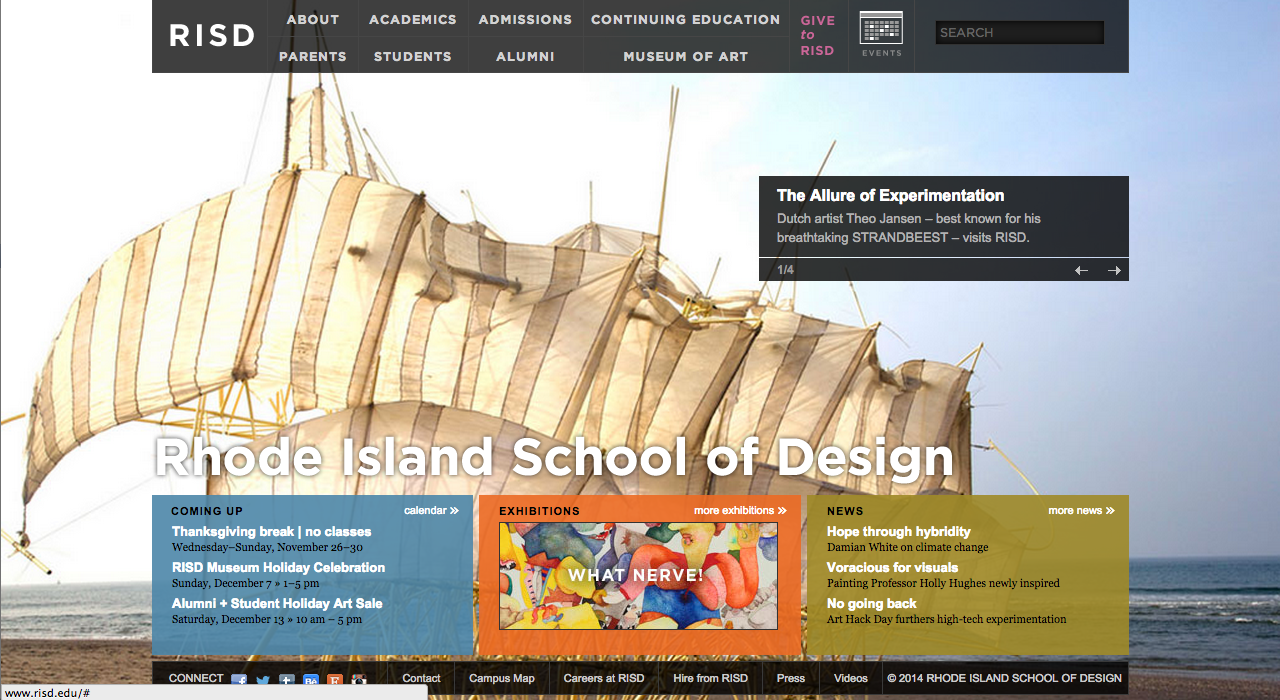 RISD
ABOUT
ACADEMICS
ADMISSIONS
CONTINUING EDUCATION
PARENTS
STUDENTS
ALUMNI
MUSEUM OF ART
GIVE
to
RISD
EVENTS
SEARCH
The Allure of Experimentation
Dutch artist Theo Jansen – best known for his
breathtaking STRANDBEEST – visits RISD.
1/4
Rhode Island School of Design
COMING UP
calendar »
Thanksgiving break | no classes
Wednesday–Sunday, November 26–30
RISD Museum Holiday Celebration
Sunday, December 7 » 1–5 pm
Alumni + Student Holiday Art Sale
Saturday, December 13 » 10 am – 5 pm
EXHIBITIONS
more exhibitions »
WHAT NERVE!
NEWS
more news »
Hope through hybridity
Damian White on climate change
Voracious for visuals
Painting Professor Holly Hughes newly inspired
No going back
Art Hack Day furthers high-tech experimentation
CONNECT
Contact
Campus Map
Careers at RISD
Hire from RISD
Press
Videos
© 2014 RHODE ISLAND SCHOOL OF DESIGN
www.risd.edu/#